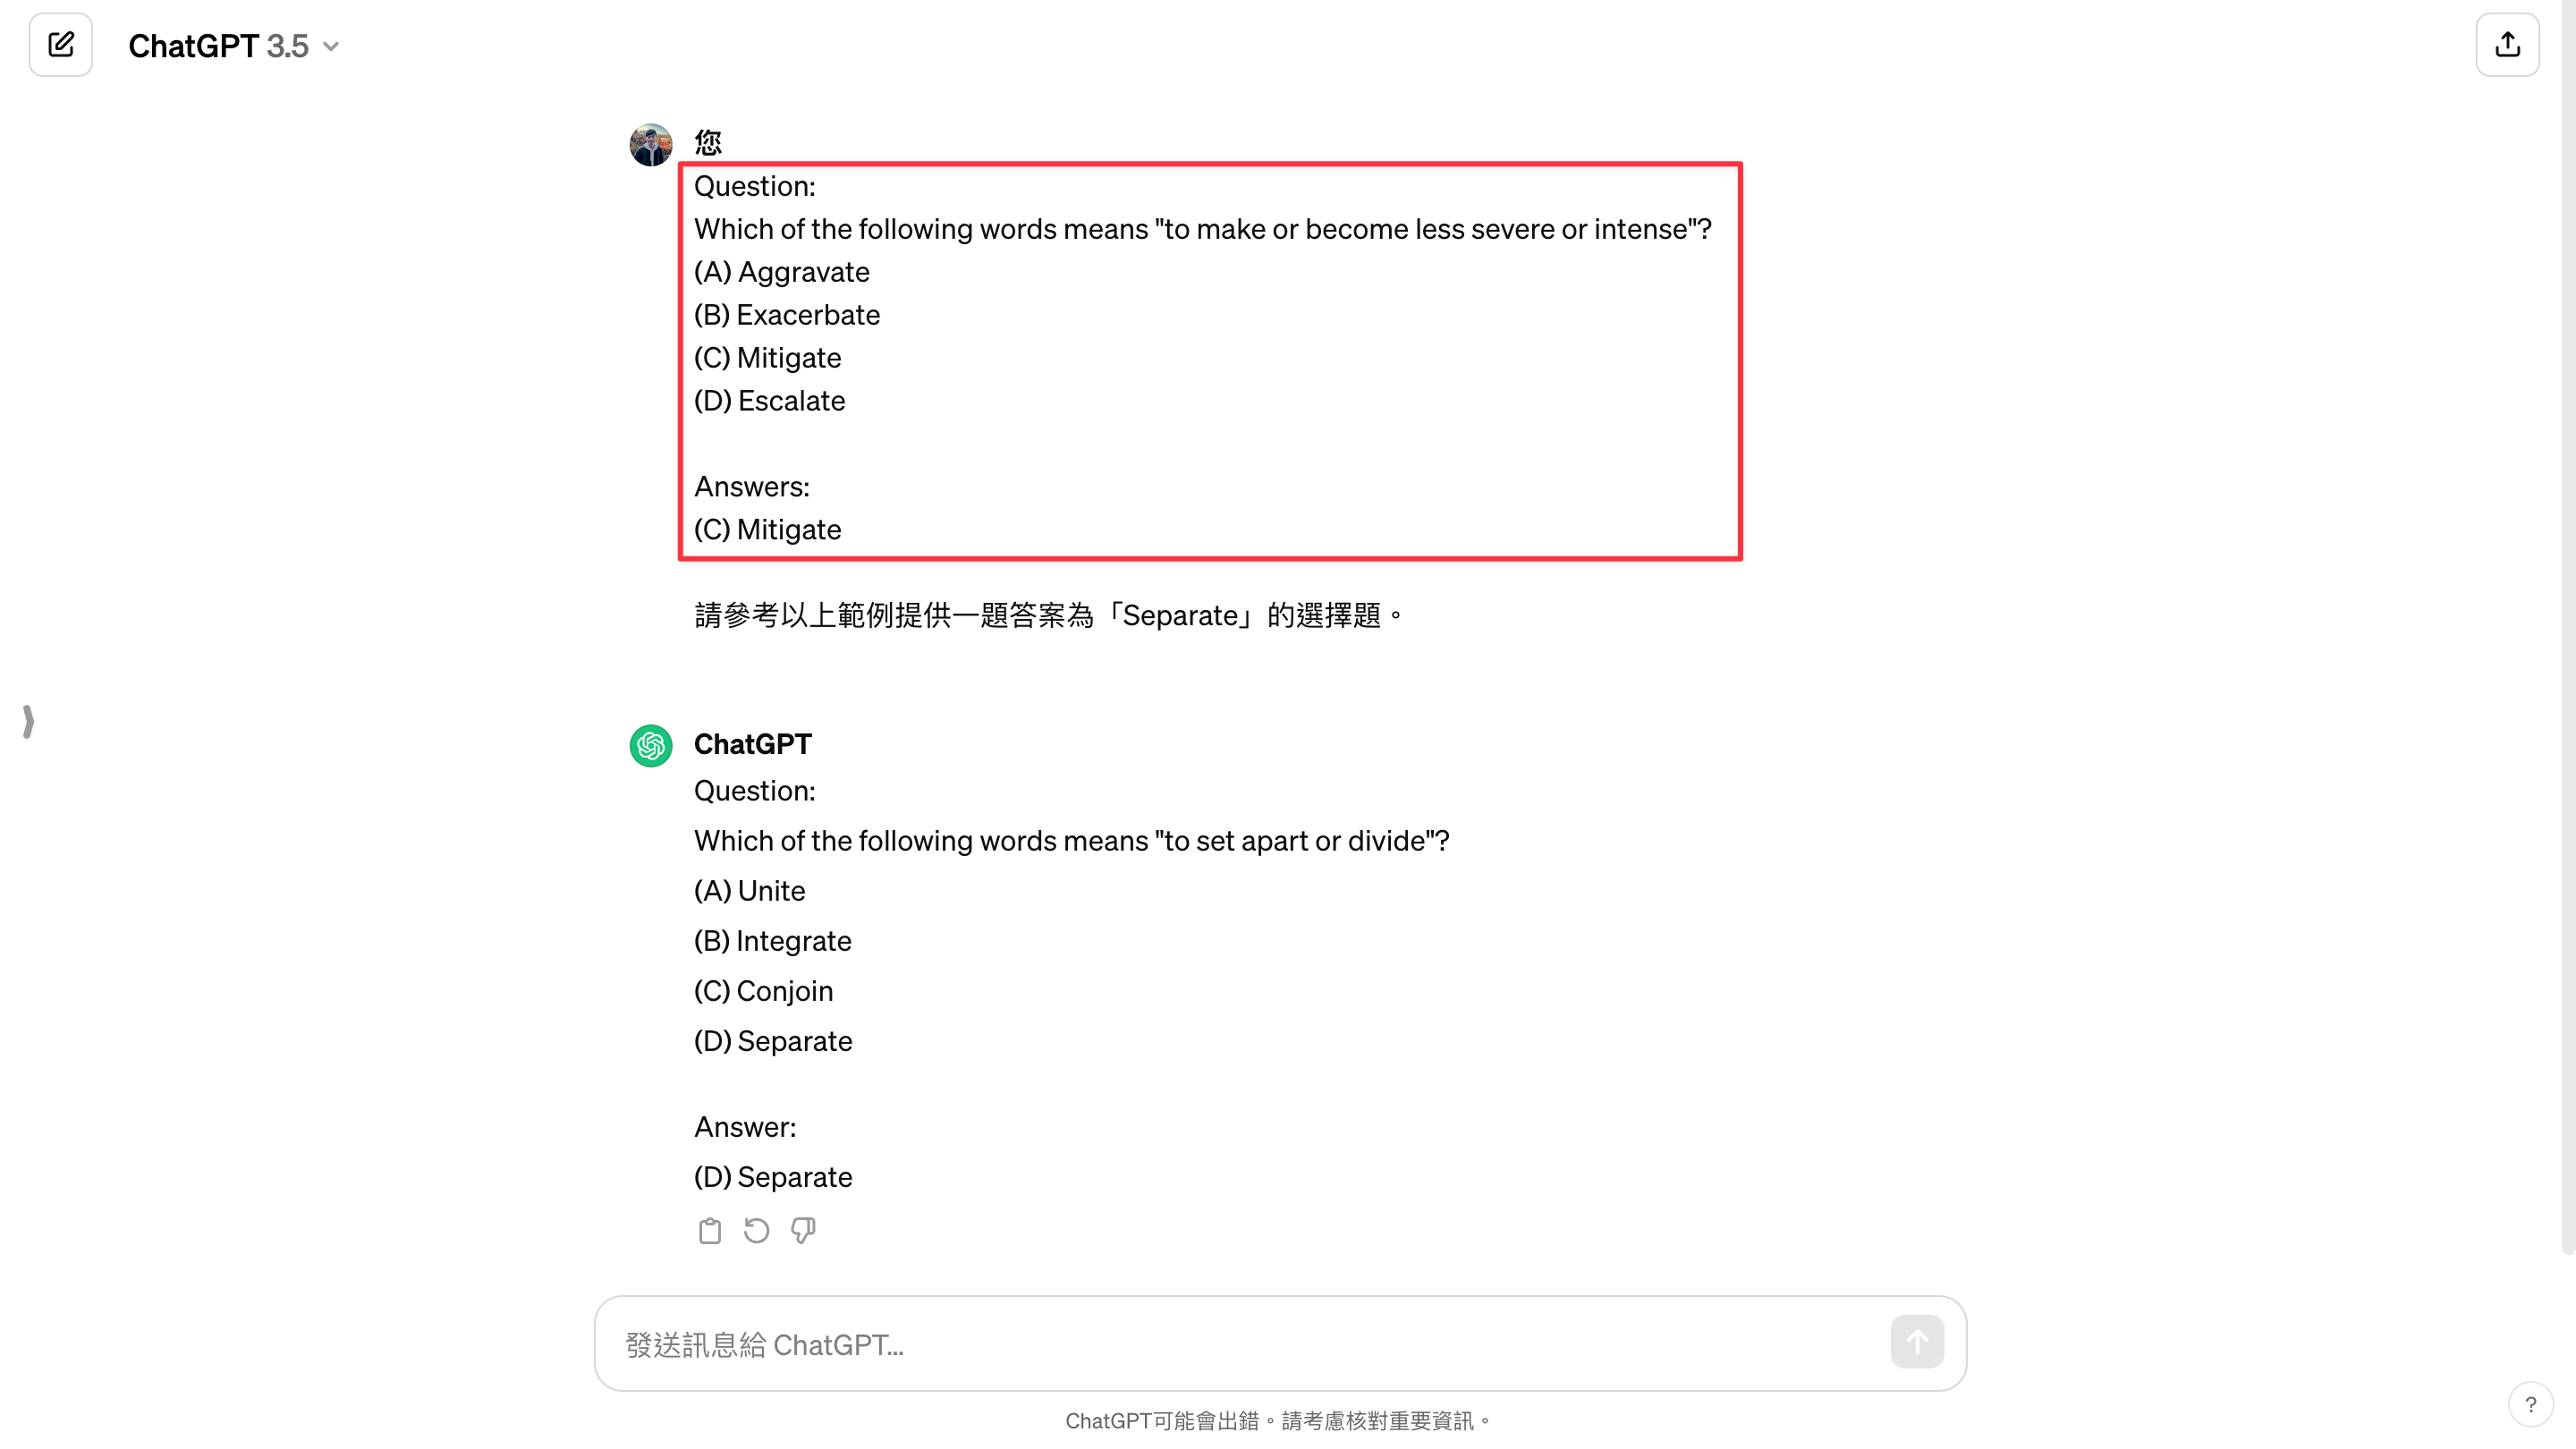 ChatGPT 3.5
您
Question:
Which of the following words means "to make or become less severe or intense"?
(A) Aggravate
(B) Exacerbate
(C) Mitigate
(D) Escalate
Answers:
(C) Mitigate
請參考以上範例提供一題答案為「Separate」的選擇題。
ChatGPT
Question:
Which of the following words means "to set apart or divide"?
(A) Unite
(B) Integrate
(C) Conjoin
(D) Separate
Answer:
(D) Separate
發送訊息給 ChatGPT...
ChatGPT可能會出錯。請考慮核對重要資訊。
?